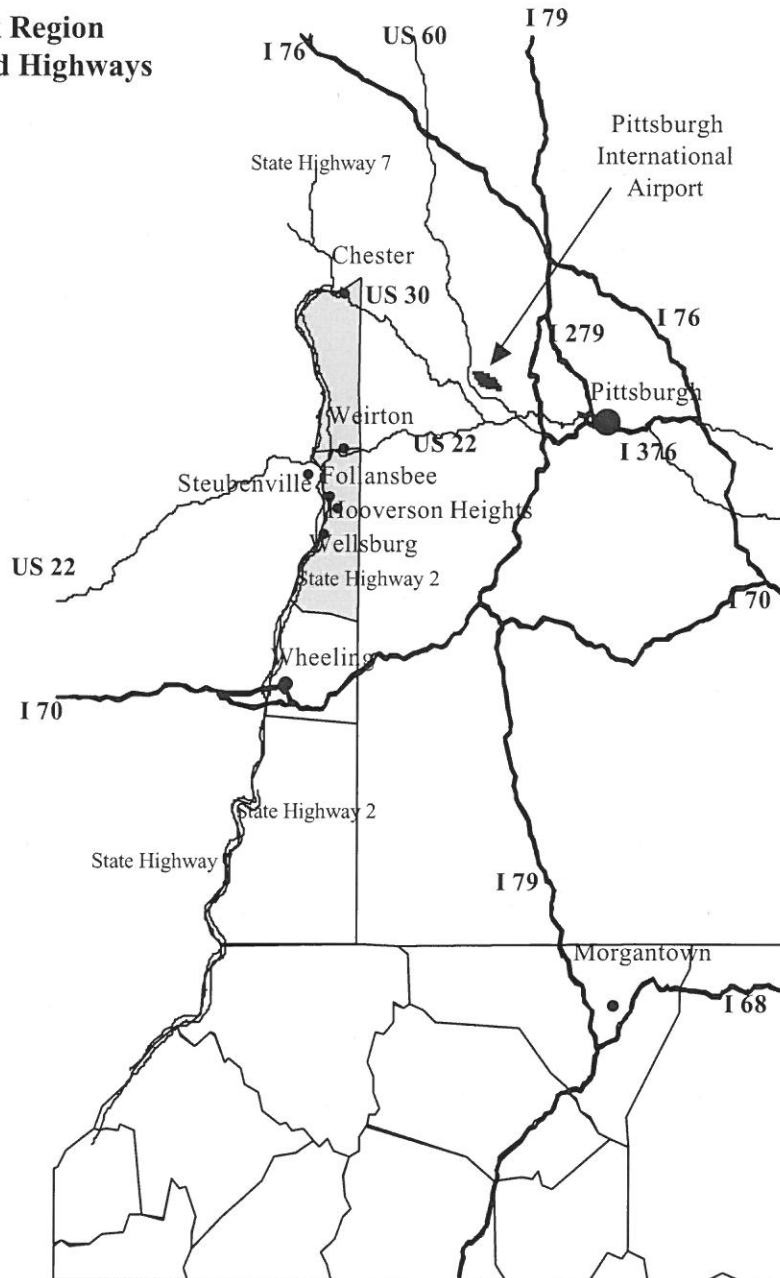 Region
Highways
I 79
US 60
I 76
Pittsburgh
International
Airport
State Highway 7
Chester
US 30
I 76
I 279
Pittsburgh
Weirton
US 22
I 376
Steubenville
Follansbee
Hooverson Heights
Wellsburg
US 22
State Highway 2
I 70
Wheeling
I 70
State Highway 2
State Highway
I 79
Morgantown
I 68